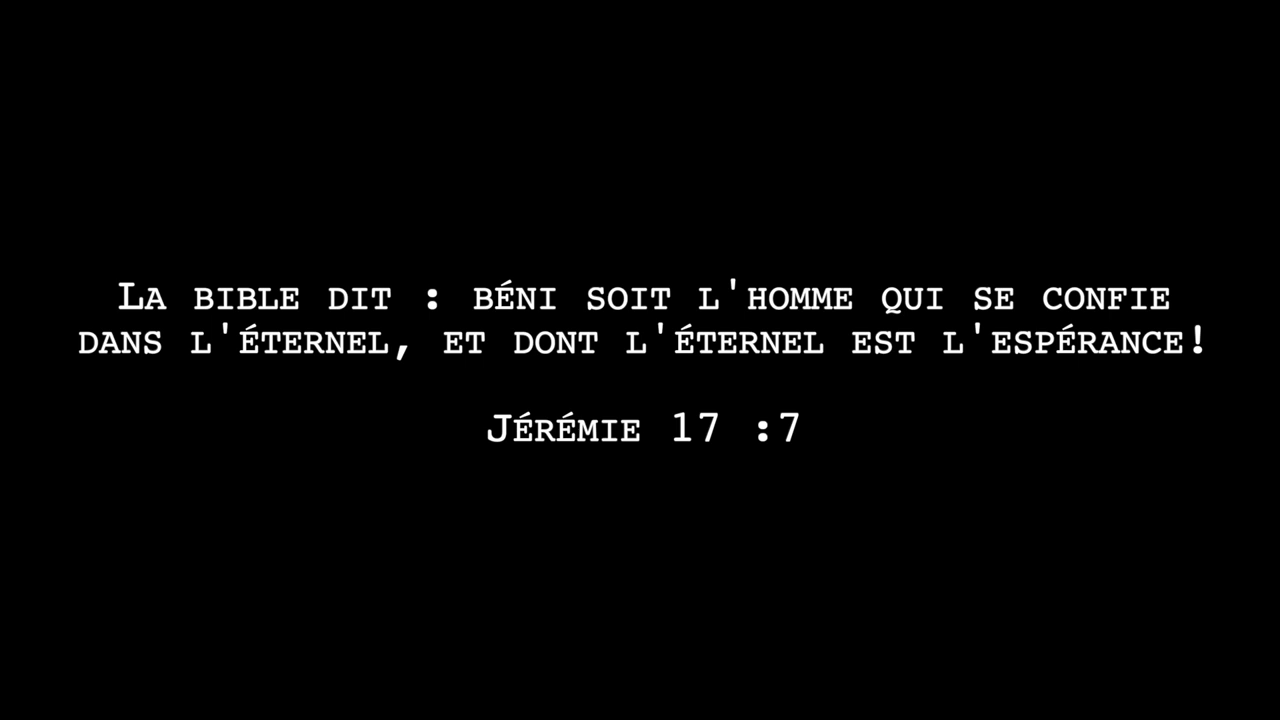 La bible dit : béni soit l'homme qui se confie
dans l'éternel, et dont l'éternel est l'espérance!
Jérémie 17 :7